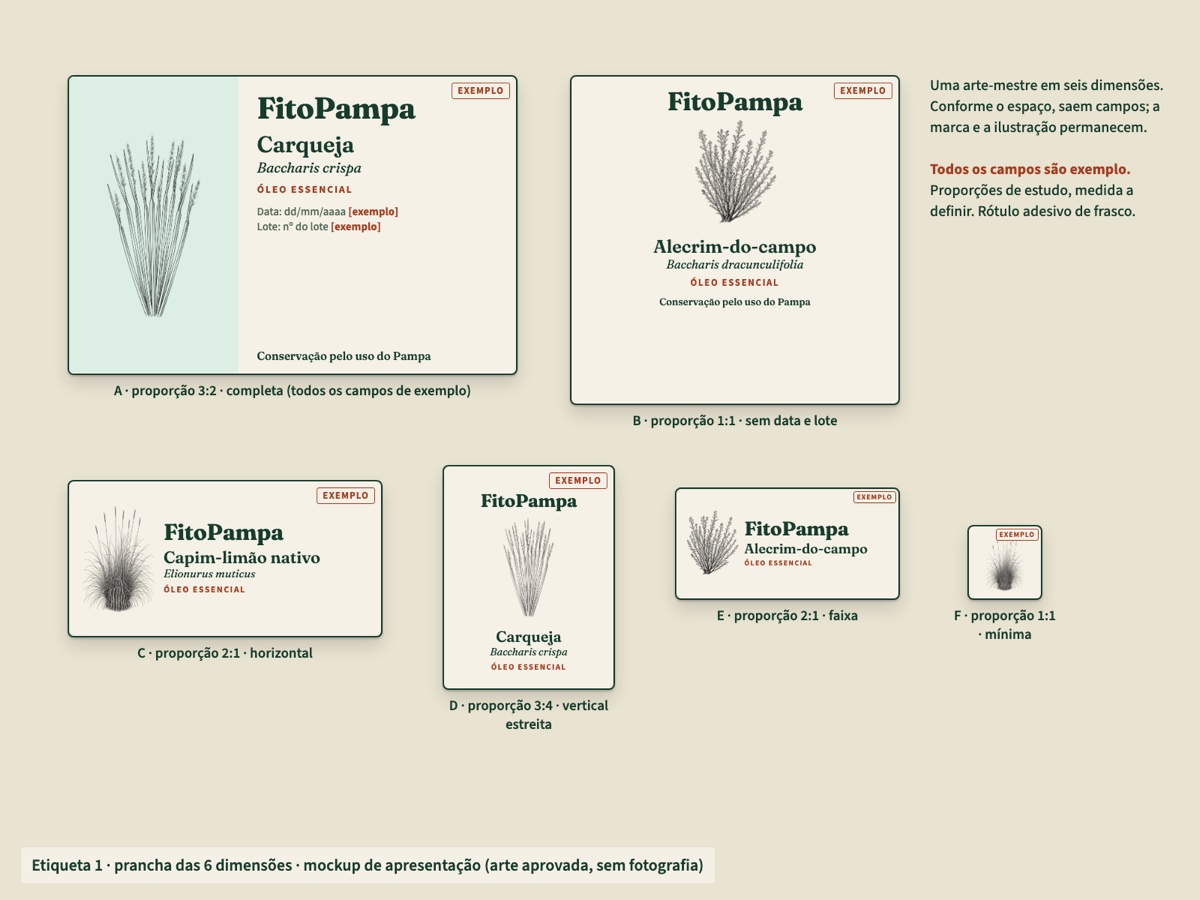 EXEMPLO
FitoPampa
Carqueja
Baccharis crispa
ÓLEO ESSENCIAL
Data: dd/mm/aaaa [exemplo]
Lote: nº do lote [exemplo]
Conservação pelo uso do Pampa
A · proporção 3:2 · completa (todos os campos de exemplo)
EXEMPLO
FitoPampa
Alecrim-do-campo
Baccharis dracunculifolia
ÓLEO ESSENCIAL
Conservação pelo uso do Pampa
B · proporção 1:1 · sem data e lote
Uma arte-mestre em seis dimensões.
Conforme o espaço, saem campos; a
marca e a ilustração permanecem.
Todos os campos são exemplo.
Proporções de estudo, medida a
definir. Rótulo adesivo de frasco.
EXEMPLO
FitoPampa
Capim-limão nativo
Elionurus muticus
ÓLEO ESSENCIAL
C · proporção 2:1 · horizontal
EXEMPLO
FitoPampa
Carqueja
Baccharis crispa
ÓLEO ESSENCIAL
D · proporção 3:4 · vertical
estreita
EXEMPLO
FitoPampa
Alecrim-do-campo
ÓLEO ESSENCIAL
E · proporção 2:1 · faixa
EXEMPLO
F · proporção 1:1
· mínima
Etiqueta 1 · prancha das 6 dimensões · mockup de apresentação (arte aprovada, sem fotografia)